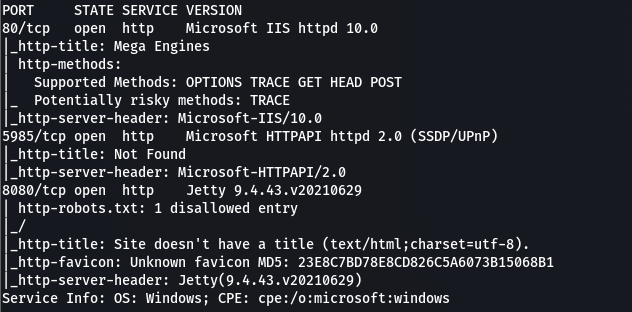 PORT     STATE SERVICE VERSION
80/tcp   open  http    Microsoft IIS httpd 10.0
|_http-title: Mega Engines
| http-methods:
|   Supported Methods: OPTIONS TRACE GET HEAD POST
|_  Potentially risky methods: TRACE
|_http-server-header: Microsoft-IIS/10.0
5985/tcp open  http    Microsoft HTTPAPI httpd 2.0 (SSDP/UPnP)
|_http-title: Not Found
|_http-server-header: Microsoft-HTTPAPI/2.0
8080/tcp open  http    Jetty 9.4.43.v20210629
| http-robots.txt: 1 disallowed entry
|_/
|_http-title: Site doesn't have a title (text/html;charset=utf-8).
|_http-favicon: Unknown favicon MD5: 23E8C7BD78E8CD826C5A6073B15068B1
|_http-server-header: Jetty(9.4.43.v20210629)
Service Info: OS: Windows; CPE: cpe:/o:microsoft:windows